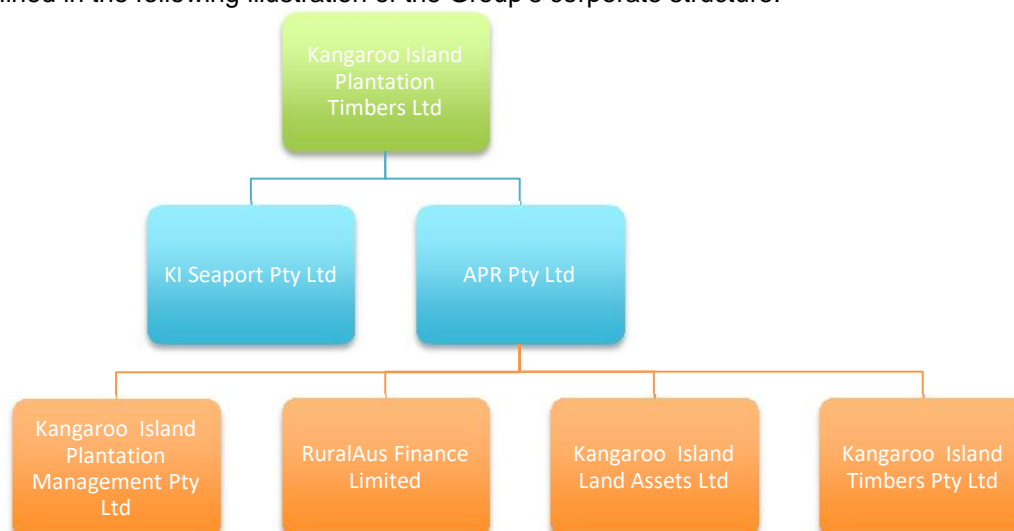 lined in the following illustration of the Group's corporate structure.
Kangaroo Island
Plantation
Timbers Ltd
KI Seaport Pty Ltd
APR Pty Ltd
Kangaroo Island
Plantation
Management Pty
Ltd
RuralAus Finance
Limited
Kangaroo Island
Land Assets Ltd
Kangaroo Island
Timbers Pty Ltd